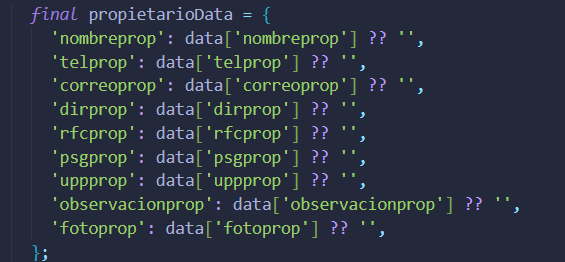 final propietarioData = {
'nombreprop': data['nombreprop'] ?? '',
'telprop': data['telprop'] ?? '',
'correoprop': data['correoprop'] ?? '',
'dirprop': data['dirprop'] ?? '',
'rfcprop': data['rfcprop'] ?? '',
'psgprop': data['psgprop'] ?? '',
'uppprop': data['uppprop'] ?? '',
'observacionprop': data['observacionprop'] ?? '',
'fotoprop': data['fotoprop'] ?? '',
};